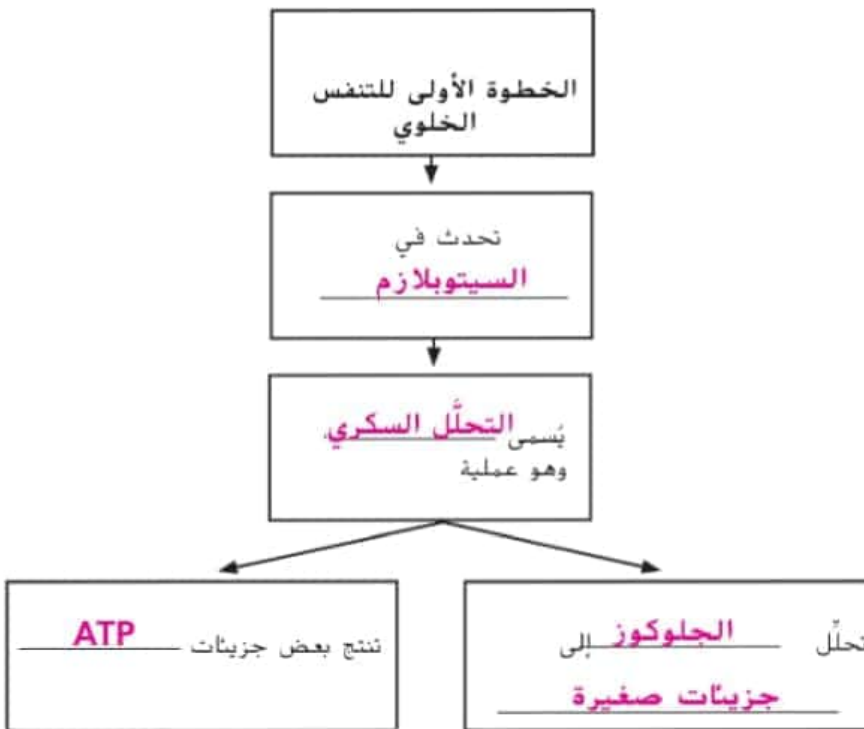 الخطوة الأولى للتنفس
الخلوي
تحدث في
السيتوبلازم
يُسمى التحلَّل السكري،
وهو عملية
تحلِّل الجلوكوز إلى
جزيئات صغيرة
تنتج بعض جزيئات ATP